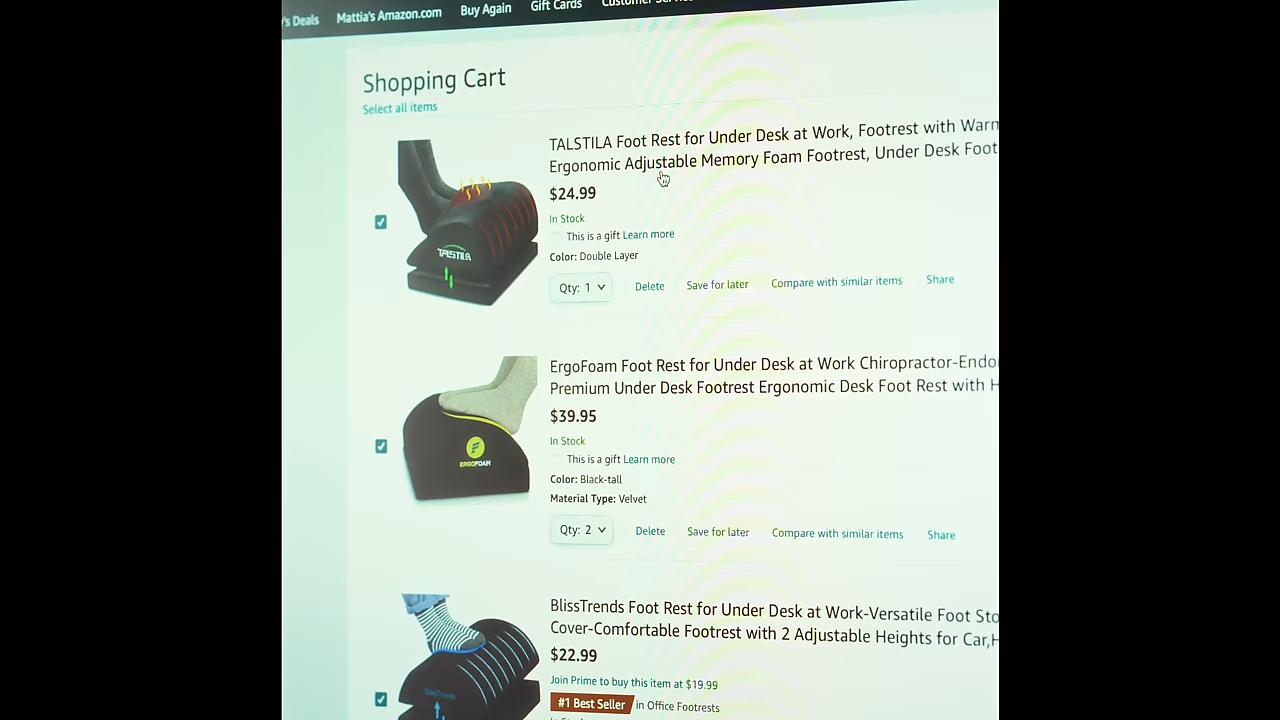 's Deals Mattia's Amazon.com Buy Again Gift Cards Customer
Shopping Cart
Select all items
TALSTILA Foot Rest for Under Desk at Work, Footrest with
Ergonomic Adjustable Memory Foam Footrest, Under Desk Foot
$24.99
In Stock
This is a gift Learn more
Color: Double Layer
Qty: 1 Delete Save for later Compare with similar items Share
TALSTILA
ErgoFoam Foot Rest for Under Desk at Work Chiropractor-Endo
Premium Under Desk Footrest Ergonomic Desk Foot Rest with H
$39.95
In Stock
This is a gift Learn more
Color: Black-tall
Material Type: Velvet
Qty: 2 Delete Save for later Compare with similar items Share
ERGOFOAM
BlissTrends Foot Rest for Under Desk at Work-Versatile Foot Sto
Cover-Comfortable Footrest with 2 Adjustable Heights for Car,H
$22.99
Join Prime to buy this item at $19.99
#1 Best Seller in Office Footrests
BlissTrends